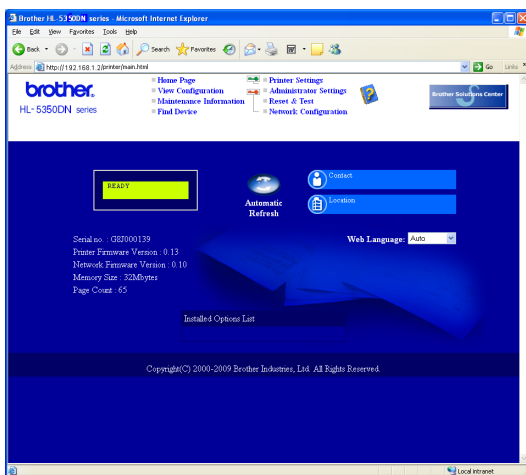 Brother HL-5350DN series - Microsoft Internet Explorer
File Edit View Favorites Tools Help
Back Search Favorites
Address http://192.168.1.2/printer/main.html Go Links
brother.
HL-5350DN series
Home Page
View Configuration
Maintenance Information
Find Device
Printer Settings
Administrator Settings
Reset & Test
Network Configuration
Brother Solutions Center
READY
Automatic
Refresh
Contact
Location
Web Language: Auto
Serial no. : G8J000139
Printer Firmware Version : 0.13
Network Firmware Version : 0.10
Memory Size : 32Mbytes
Page Count : 65
Installed Options List
Copyright(C) 2000-2009 Brother Industries, Ltd. All Rights Reserved.
Local intranet